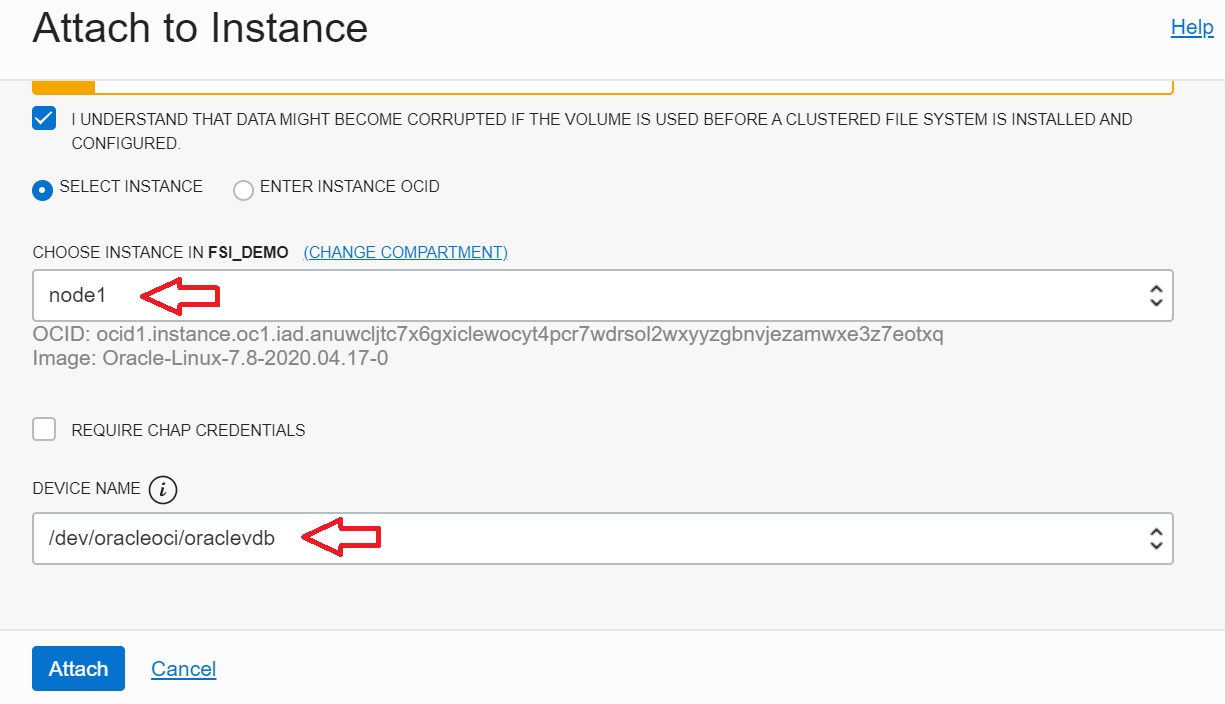 Attach to Instance
Help
I UNDERSTAND THAT DATA MIGHT BECOME CORRUPTED IF THE VOLUME IS USED BEFORE A CLUSTERED FILE SYSTEM IS INSTALLED AND
CONFIGURED.
SELECT INSTANCE ENTER INSTANCE OCID
CHOOSE INSTANCE IN FSI_DEMO (CHANGE COMPARTMENT)
node1
OCID: ocid1.instance.oc1.iad.anuwcljtc7x6gxiclewocyt4pcr7wdrsol2wxyyzgbnvjezamwxe3z7eotxq
Image: Oracle-Linux-7.8-2020.04.17-0
REQUIRE CHAP CREDENTIALS
DEVICE NAME i
/dev/oracleoci/oraclevdb
Attach Cancel